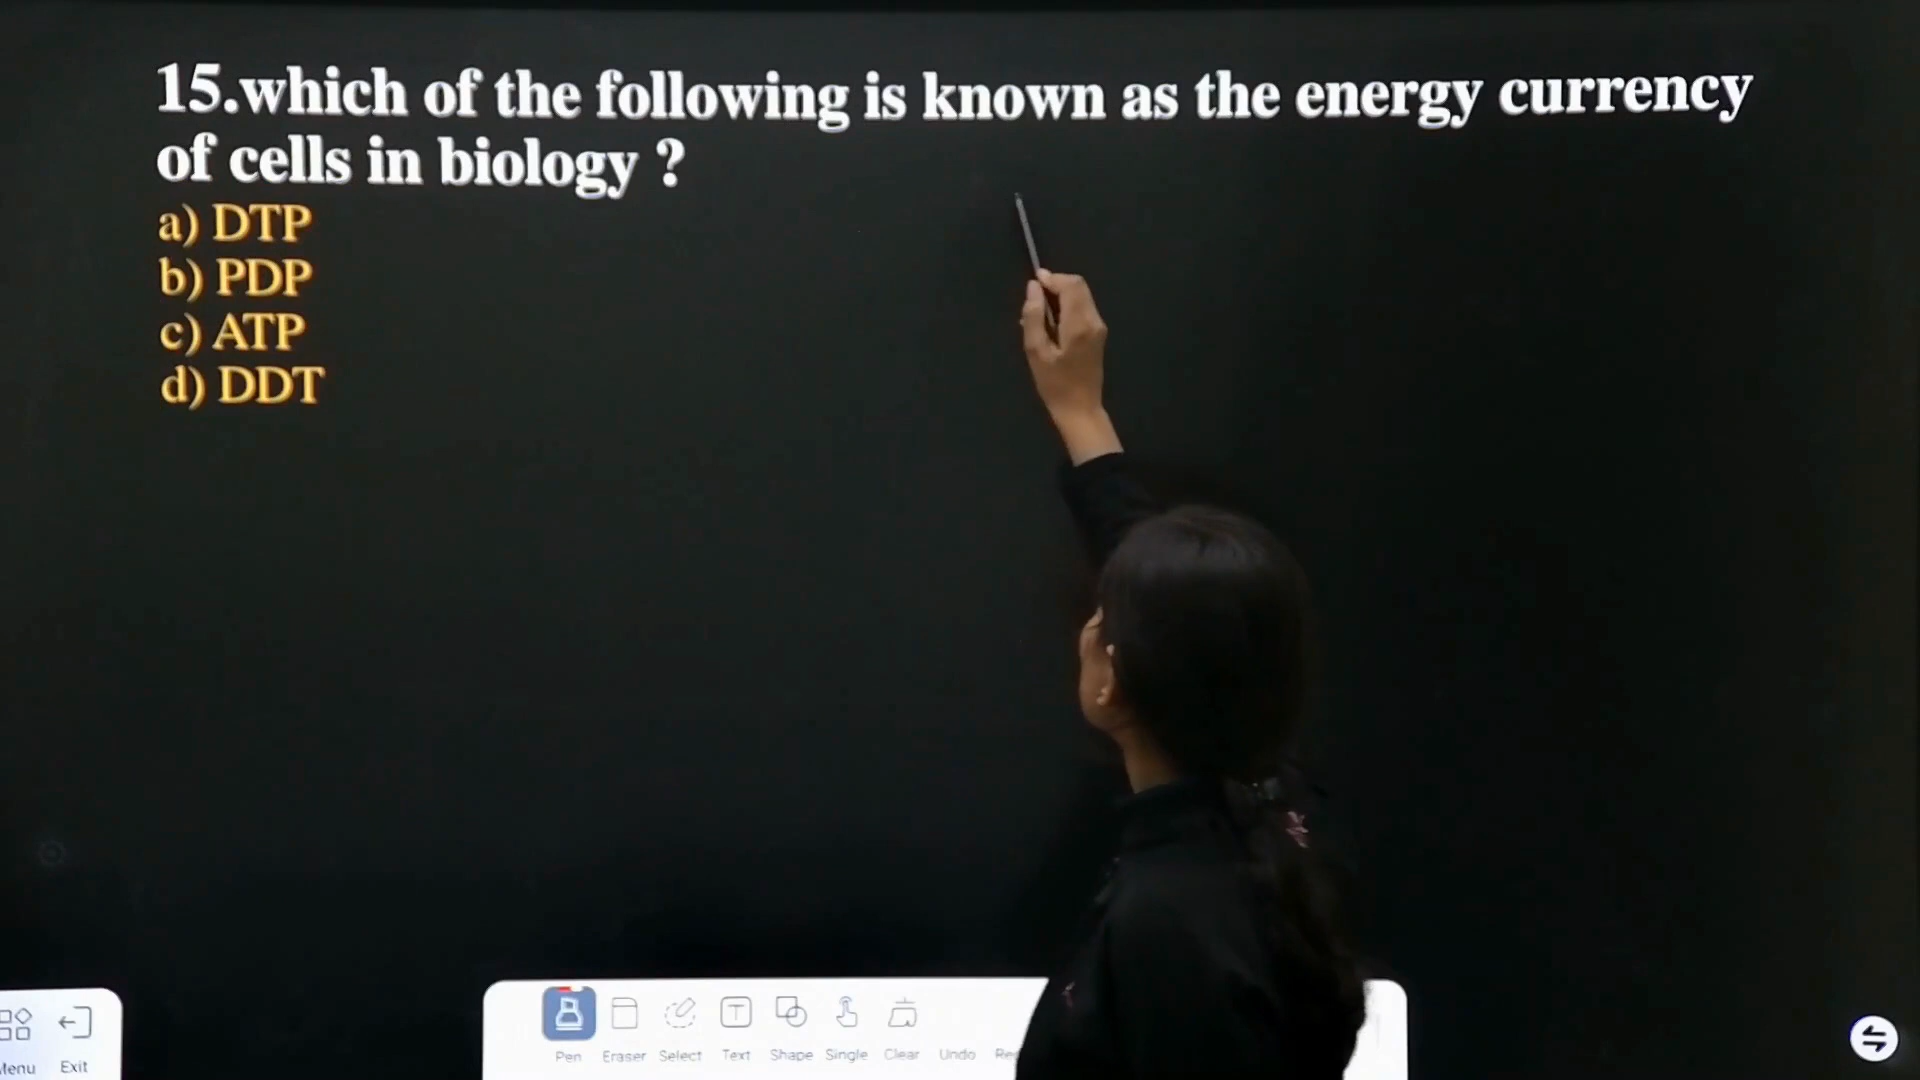 15.which of the following is known as the energy currency
of cells in biology ?
a) DTP
b) PDP
c) ATP
d) DDT
Menu Exit
Pen Eraser Select Text Shape Single Clear Undo